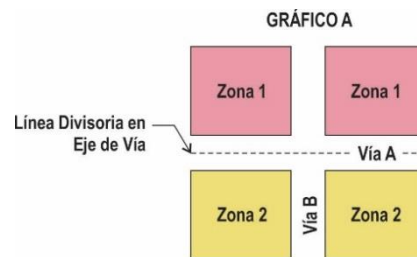 GRÁFICO A
Zona 1 Zona 1
Línea Divisoria en
Eje de Vía
Vía A
Zona 2 Vía B Zona 2